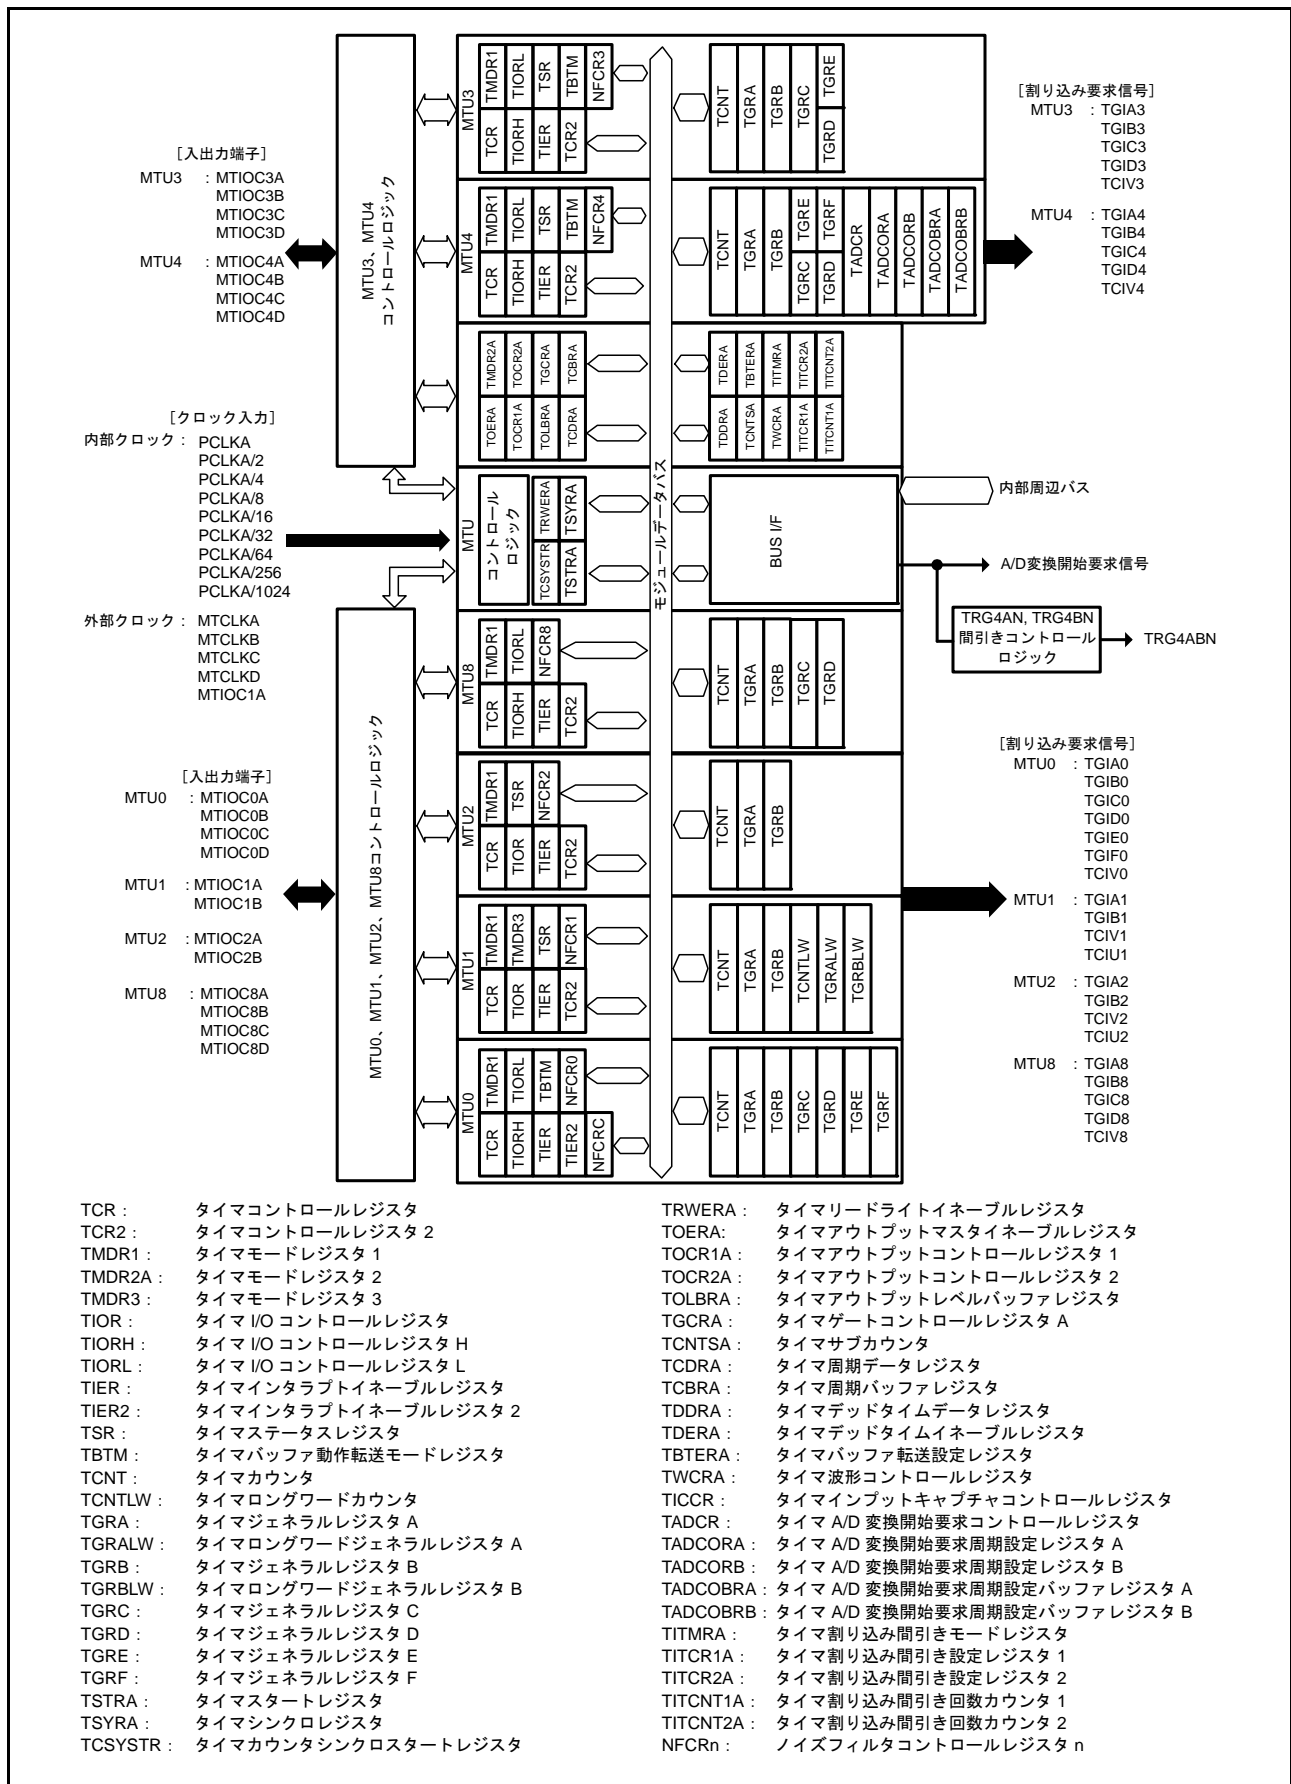 [入出力端子]
MTU3 : MTIOC3A
MTIOC3B
MTIOC3C
MTIOC3D
MTU4 : MTIOC4A
MTIOC4B
MTIOC4C
MTIOC4D
[クロック入力]
内部クロック : PCLKA
PCLKA/2
PCLKA/4
PCLKA/8
PCLKA/16
PCLKA/32
PCLKA/64
PCLKA/256
PCLKA/1024
外部クロック : MTCLKA
MTCLKB
MTCLKC
MTCLKD
MTIOC1A
[入出力端子]
MTU0 : MTIOC0A
MTIOC0B
MTIOC0C
MTIOC0D
MTU1 : MTIOC1A
MTIOC1B
MTU2 : MTIOC2A
MTIOC2B
MTU8 : MTIOC8A
MTIOC8B
MTIOC8C
MTIOC8D
MTU3、MTU4
コントロールロジック
MTU0、MTU1、MTU2、MTU8コントロールロジック
MTU3
TMDR1
TIORL
TSR
TBTM
NFCR3
TCR
TIORH
TIER
TCR2
TCNT
TGRA
TGRB
TGRC
TGRE
TGRD
MTU4
TMDR1
TIORL
TSR
TBTM
NFCR4
TCR
TIORH
TIER
TCR2
TCNT
TGRA
TGRB
TGRE
TGRF
TGRC
TGRD
TADCR
TADCORA
TADCORB
TADCOBRA
TADCOBRB
TMDR2A
TOCR2A
TGCRA
TCBRA
TOERA
TOCR1A
TOLBRA
TCDRA
TDERA
TBTERA
TITMRA
TITCR2A
TITCNT2A
TDDRA
TCNTSA
TWCRA
TITCR1A
TITCNT1A
MTU
コントロール
ロジック
TRWERA
TSYRA
TCSYSTR
TSTRA
モジュールデータバス
BUS I/F
MTU8
TMDR1
TIORL
NFCR8
TCR
TIORH
TIER
TCR2
TCNT
TGRA
TGRB
TGRC
TGRD
MTU2
TMDR1
TSR
NFCR2
TCR
TIOR
TIER
TCR2
TCNT
TGRA
TGRB
MTU1
TMDR1
TMDR3
TSR
NFCR1
TCR
TIOR
TIER
TCR2
TCNT
TGRA
TGRB
TCNTLW
TGRALW
TGRBLW
MTU0
TMDR1
TIORL
TBTM
NFCR0
TCR
TIORH
TIER
TIER2
NFCRC
TCNT
TGRA
TGRB
TGRC
TGRD
TGRE
TGRF
[割り込み要求信号]
MTU3 : TGIA3
TGIB3
TGIC3
TGID3
TCIV3
MTU4 : TGIA4
TGIB4
TGIC4
TGID4
TCIV4
内部周辺バス
A/D変換開始要求信号
TRG4AN, TRG4BN
間引きコントロール
ロジック
TRG4ABN
[割り込み要求信号]
MTU0 : TGIA0
TGIB0
TGIC0
TGID0
TGIE0
TGIF0
TCIV0
MTU1 : TGIA1
TGIB1
TCIV1
TCIU1
MTU2 : TGIA2
TGIB2
TCIV2
TCIU2
MTU8 : TGIA8
TGIB8
TGIC8
TGID8
TCIV8
TCR : タイマコントロールレジスタ
TCR2 : タイマコントロールレジスタ 2
TMDR1 : タイマモードレジスタ 1
TMDR2A : タイマモードレジスタ 2
TMDR3 : タイマモードレジスタ 3
TIOR : タイマ I/O コントロールレジスタ
TIORH : タイマ I/O コントロールレジスタ H
TIORL : タイマ I/O コントロールレジスタ L
TIER : タイマインタラプトイネーブルレジスタ
TIER2 : タイマインタラプトイネーブルレジスタ 2
TSR : タイマステータスレジスタ
TBTM : タイマバッファ動作転送モードレジスタ
TCNT : タイマカウンタ
TCNTLW : タイマロングワードカウンタ
TGRA : タイマジェネラルレジスタ A
TGRALW : タイマロングワードジェネラルレジスタ A
TGRB : タイマジェネラルレジスタ B
TGRBLW : タイマロングワードジェネラルレジスタ B
TGRC : タイマジェネラルレジスタ C
TGRD : タイマジェネラルレジスタ D
TGRE : タイマジェネラルレジスタ E
TGRF : タイマジェネラルレジスタ F
TSTRA : タイマスタートレジスタ
TSYRA : タイマシンクロレジスタ
TCSYSTR : タイマカウンタシンクロスタートレジスタ
TRWERA : タイマリードライトイネーブルレジスタ
TOERA: タイマアウトプットマスタイネーブルレジスタ
TOCR1A : タイマアウトプットコントロールレジスタ 1
TOCR2A : タイマアウトプットコントロールレジスタ 2
TOLBRA : タイマアウトプットレベルバッファレジスタ
TGCRA : タイマゲートコントロールレジスタ A
TCNTSA : タイマサブカウンタ
TCDRA : タイマ周期データレジスタ
TCBRA : タイマ周期バッファレジスタ
TDDRA : タイマデッドタイムデータレジスタ
TDERA : タイマデッドタイムイネーブルレジスタ
TBTERA : タイマバッファ転送設定レジスタ
TWCRA : タイマ波形コントロールレジスタ
TICCR : タイマインプットキャプチャコントロールレジスタ
TADCR : タイマ A/D 変換開始要求コントロールレジスタ
TADCORA : タイマ A/D 変換開始要求周期設定レジスタ A
TADCORB : タイマ A/D 変換開始要求周期設定レジスタ B
TADCOBRA : タイマ A/D 変換開始要求周期設定バッファレジスタ A
TADCOBRB : タイマ A/D 変換開始要求周期設定バッファレジスタ B
TITMRA : タイマ割り込み間引きモードレジスタ
TITCR1A : タイマ割り込み間引き設定レジスタ 1
TITCR2A : タイマ割り込み間引き設定レジスタ 2
TITCNT1A : タイマ割り込み間引き回数カウンタ 1
TITCNT2A : タイマ割り込み間引き回数カウンタ 2
NFCRn : ノイズフィルタコントロールレジスタ n